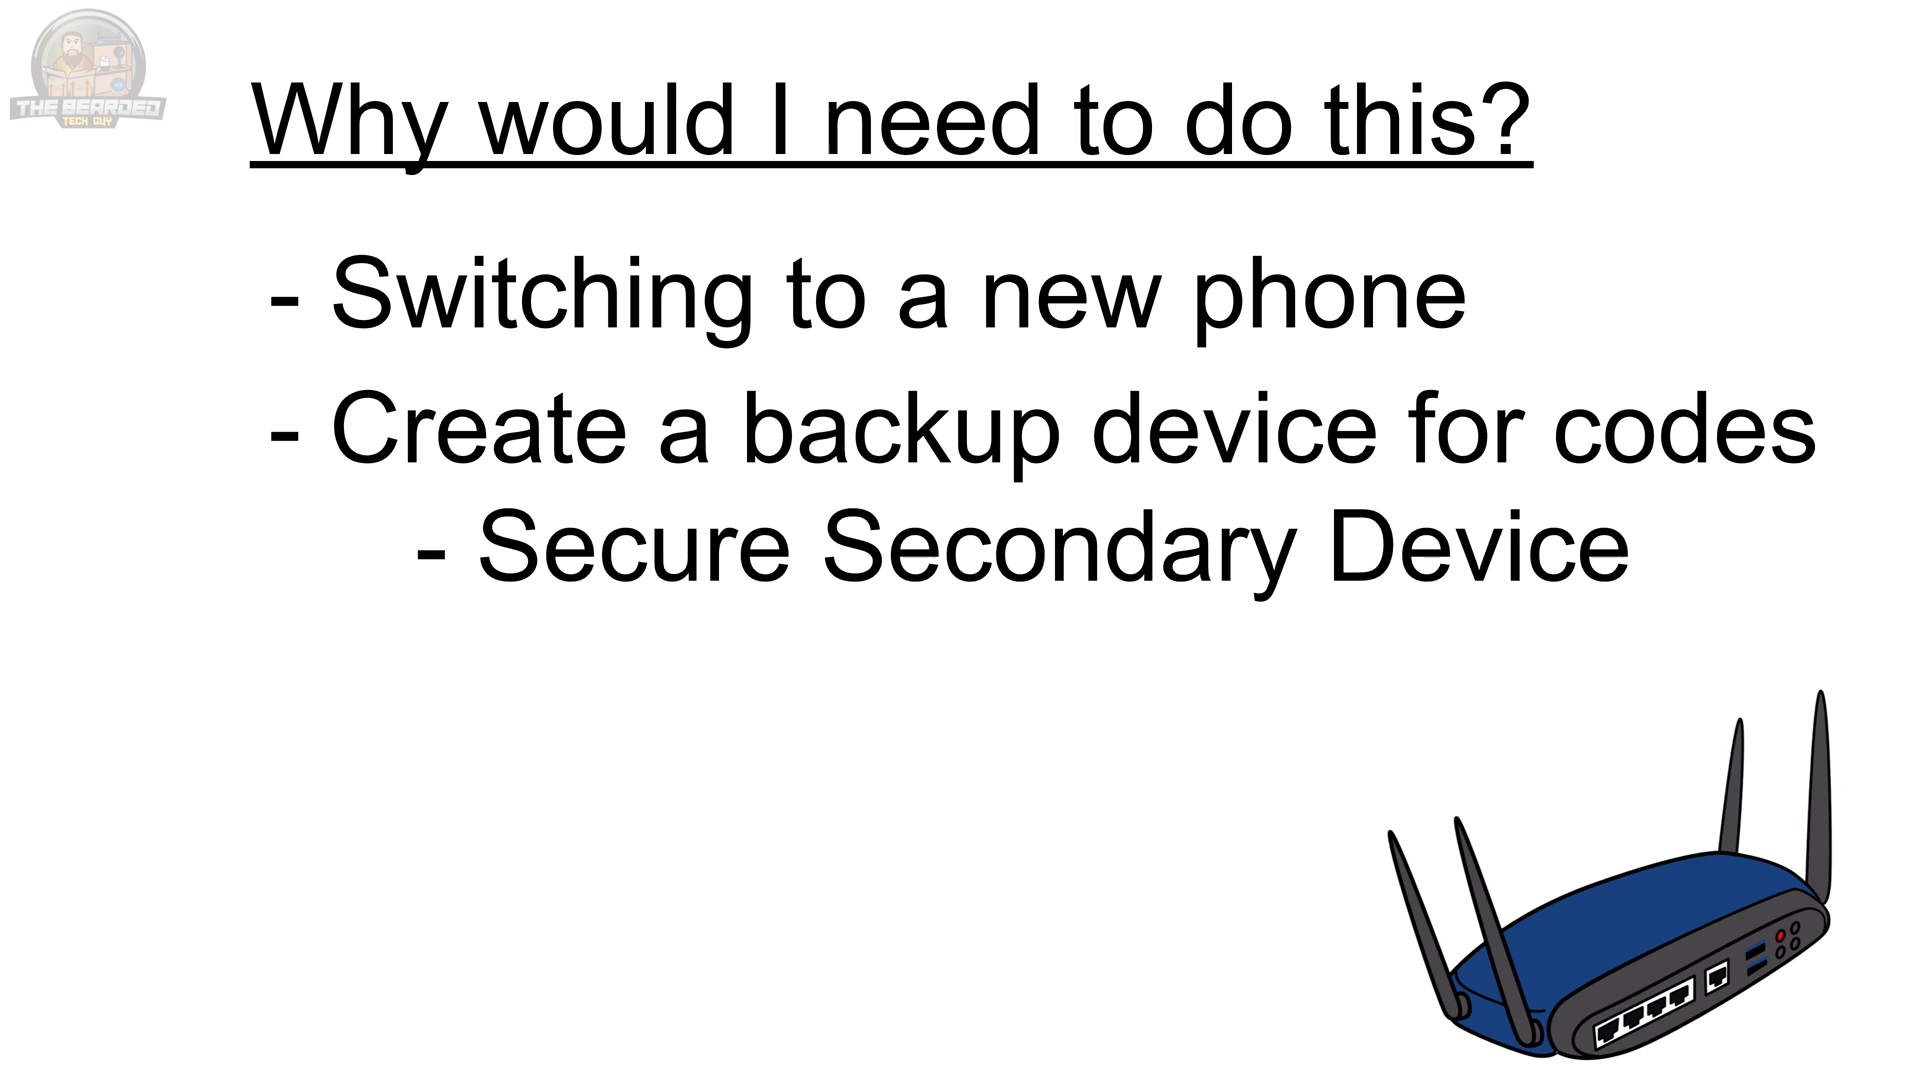 THE BEARDED
TECH GUY
Why would I need to do this?
- Switching to a new phone
- Create a backup device for codes
- Secure Secondary Device